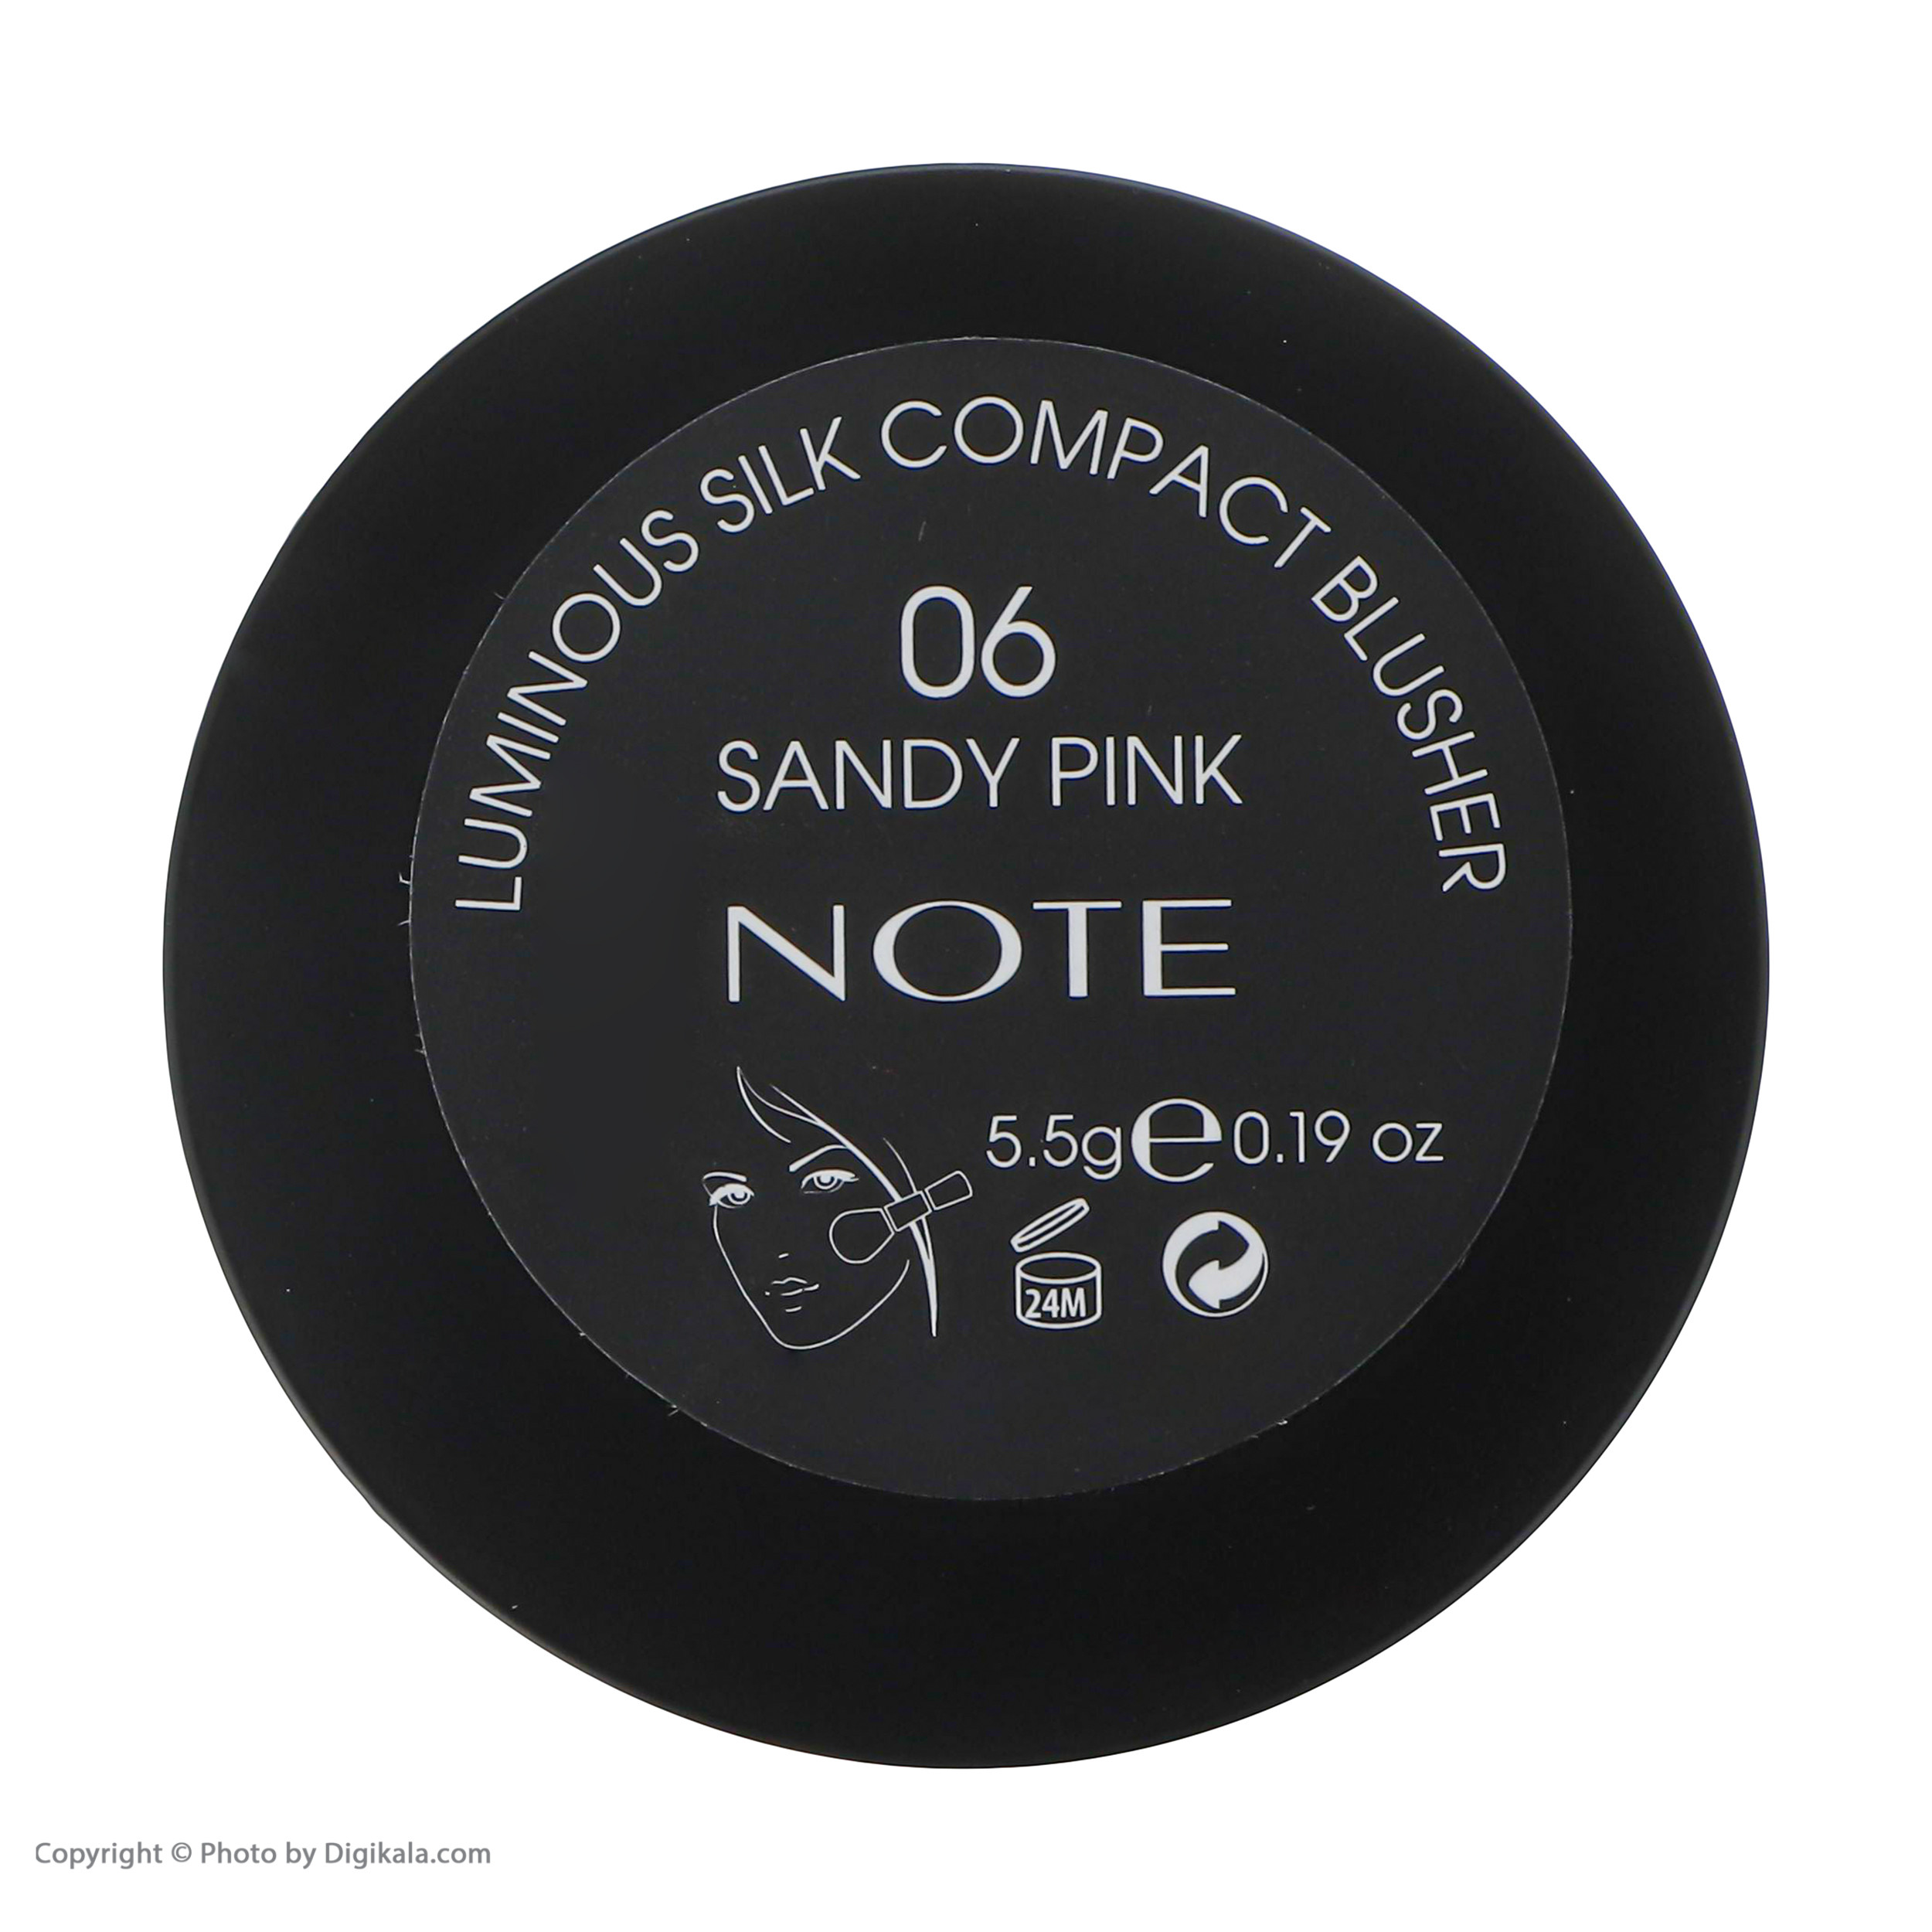 LUMINOUS SILK COMPACT BLUSHER
06
SANDY PINK
NOTE
5.5g e 0.19 oz
24M
Copyright © Photo by Digikala.com